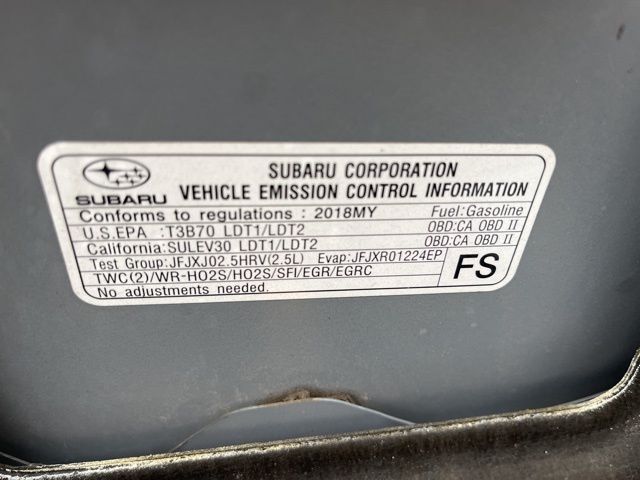 SUBARU CORPORATION
SUBARU VEHICLE EMISSION CONTROL INFORMATION
Conforms to regulations : 2018MY Fuel:Gasoline
U.S.EPA :T3B70 LDT1/LDT2 OBD:CA OBD II
California:SULEV30 LDT1/LDT2 OBD:CA OBD II
Test Group:JFJXJ02.5HRV(2.5L) Evap:JFJXR01224EP
TWC(2)/WR-HO2S/HO2S/SFI/EGR/EGRC FS
No adjustments needed.